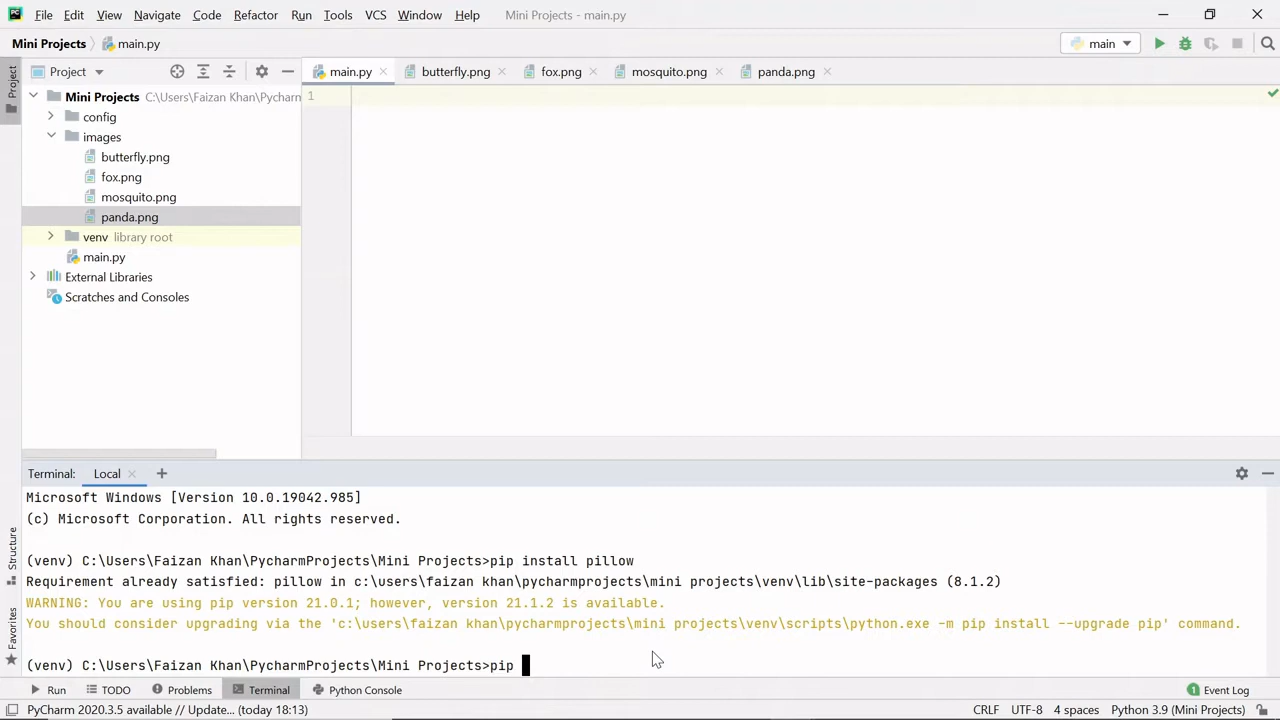 File Edit View Navigate Code Refactor Run Tools VCS Window Help Mini Projects - main.py
Mini Projects main.py main
Project
Project main.py butterfly.png fox.png mosquito.png panda.png
Mini Projects C:\Users\Faizan Khan\Pycharm
1
config
images
butterfly.png
fox.png
mosquito.png
panda.png
venv library root
main.py
External Libraries
Scratches and Consoles
Terminal: Local
Microsoft Windows [Version 10.0.19042.985]
(c) Microsoft Corporation. All rights reserved.
(venv) C:\Users\Faizan Khan\PycharmProjects\Mini Projects>pip install pillow
Requirement already satisfied: pillow in c:\users\faizan khan\pycharmprojects\mini projects\venv\lib\site-packages (8.1.2)
WARNING: You are using pip version 21.0.1; however, version 21.1.2 is available.
You should consider upgrading via the 'c:\users\faizan khan\pycharmprojects\mini projects\venv\scripts\python.exe -m pip install --upgrade pip' command.
(venv) C:\Users\Faizan Khan\PycharmProjects\Mini Projects>pip
Structure
Favorites
Run TODO Problems Terminal Python Console Event Log
PyCharm 2020.3.5 available // Update... (today 18:13) CRLF UTF-8 4 spaces Python 3.9 (Mini Projects)